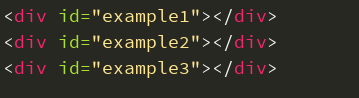 <div id="example1"></div>
<div id="example2"></div>
<div id="example3"></div>